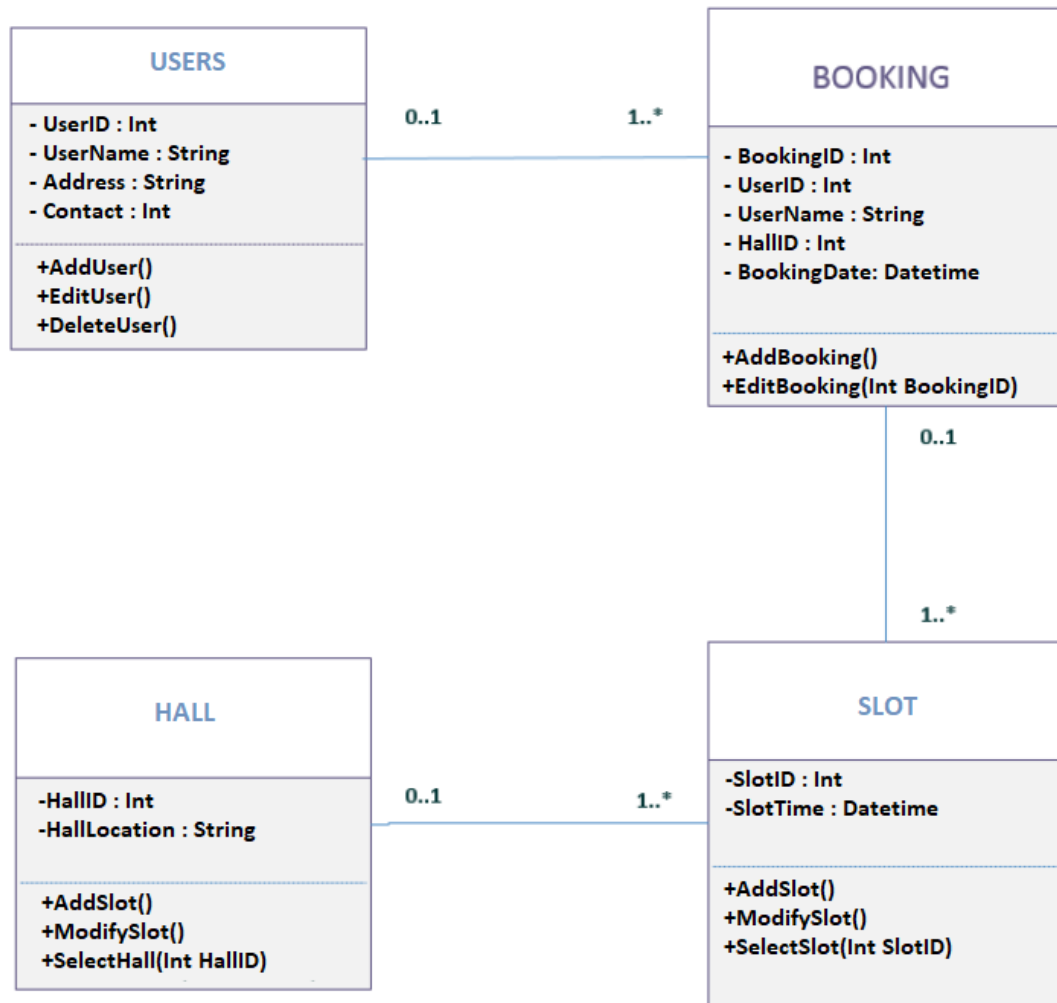 USERS
- UserID : Int
- UserName : String
- Address : String
- Contact : Int
+AddUser()
+EditUser()
+DeleteUser()
0..1
1..*
BOOKING
- BookingID : Int
- UserID : Int
- UserName : String
- HallID : Int
- BookingDate: Datetime
+AddBooking()
+EditBooking(Int BookingID)
0..1
1..*
HALL
-HallID : Int
-HallLocation : String
+AddSlot()
+ModifySlot()
+SelectHall(Int HallID)
0..1
1..*
SLOT
-SlotID : Int
-SlotTime : Datetime
+AddSlot()
+ModifySlot()
+SelectSlot(Int SlotID)